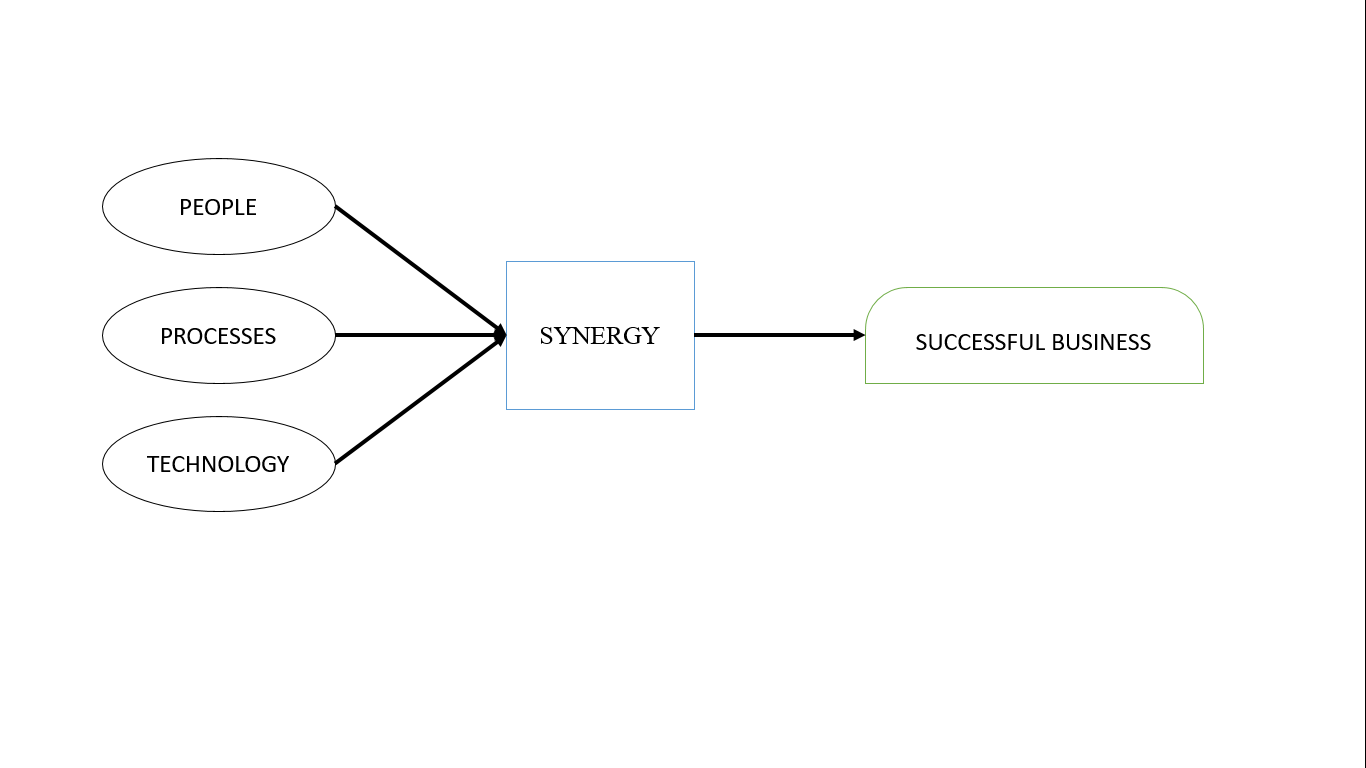 PEOPLE
PROCESSES
TECHNOLOGY
SYNERGY
SUCCESSFUL BUSINESS